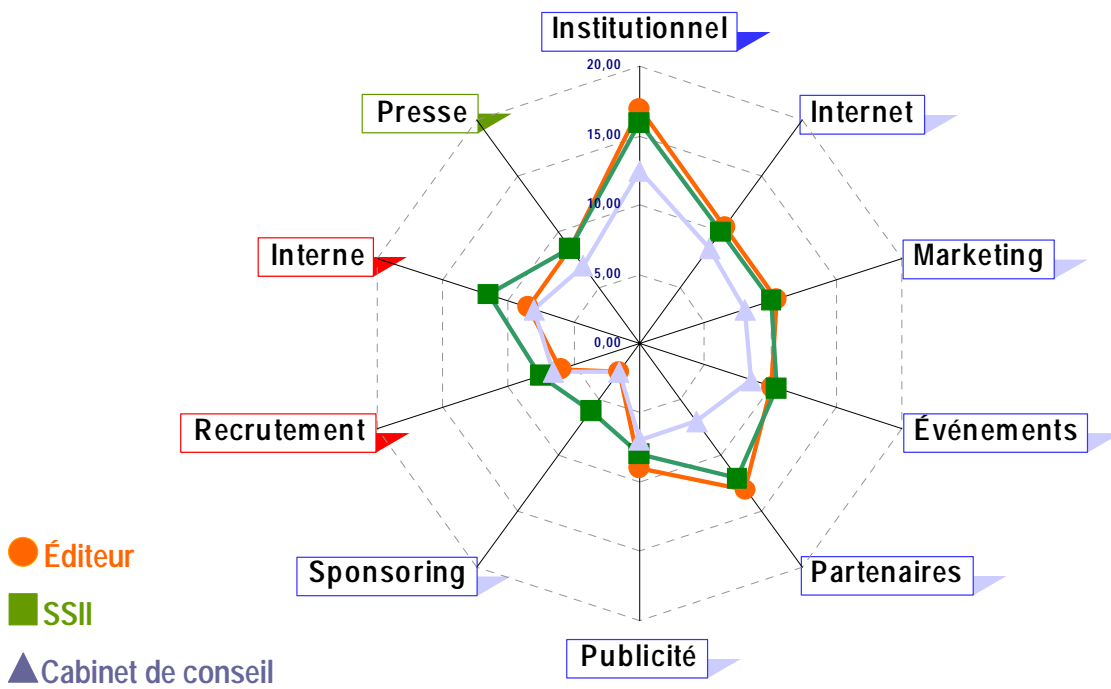 Institutionnel
20,00
Presse
Internet
15,00
10,00
Interne
Marketing
5,00
0,00
Recrutement
Événements
Éditeur
Sponsoring
Partenaires
SSII
Publicité
Cabinet de conseil